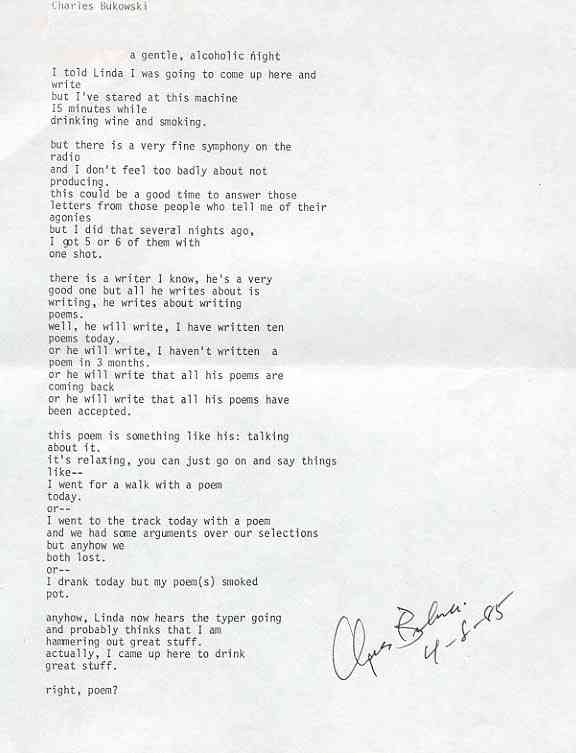 Charles Bukowski
a gentle, alcoholic night
I told Linda I was going to come up here and
write
but I've stared at this machine
15 minutes while
drinking wine and smoking.
but there is a very fine symphony on the
radio
and I don't feel too badly about not
producing.
this could be a good time to answer those
letters from those people who tell me of their
agonies
but I did that several nights ago,
I got 5 or 6 of them with
one shot.
there is a writer I know, he's a very
good one but all he writes about is
writing, he writes about writing
poems.
well, he will write, I have written ten
poems today.
or he will write, I haven't written a
poem in 3 months.
or he will write that all his poems are
coming back
or he will write that all his poems have
been accepted.
this poem is something like his: talking
about it.
it's relaxing, you can just go on and say things
like--
I went for a walk with a poem
today.
or--
I went to the track today with a poem
and we had some arguments over our selections
but anyhow we
both lost.
or--
I drank today but my poem(s) smoked
pot.
anyhow, Linda now hears the typer going
and probably thinks that I am
hammering out great stuff.
actually, I came up here to drink
great stuff.
right, poem?
4-8-85